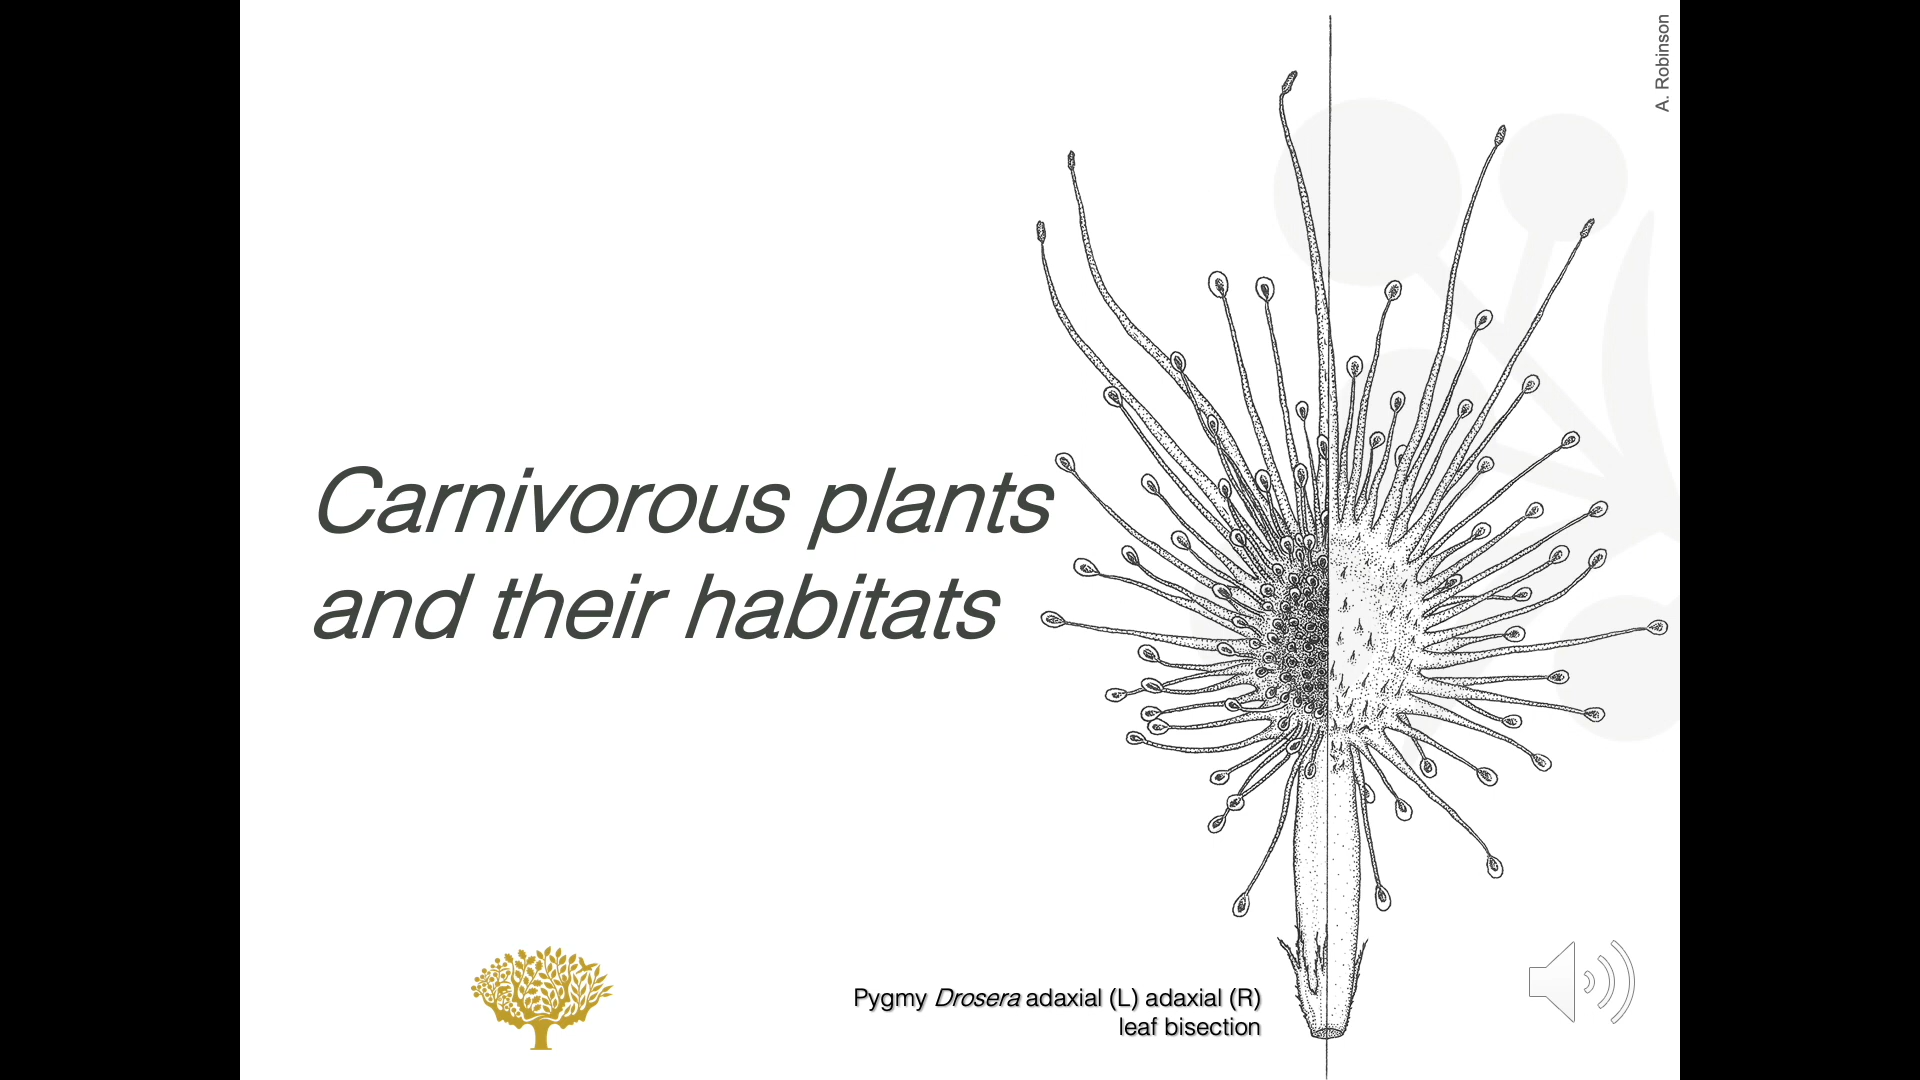 A. Robinson
Carnivorous plants
and their habitats
Pygmy Drosera adaxial (L) adaxial (R)
leaf bisection